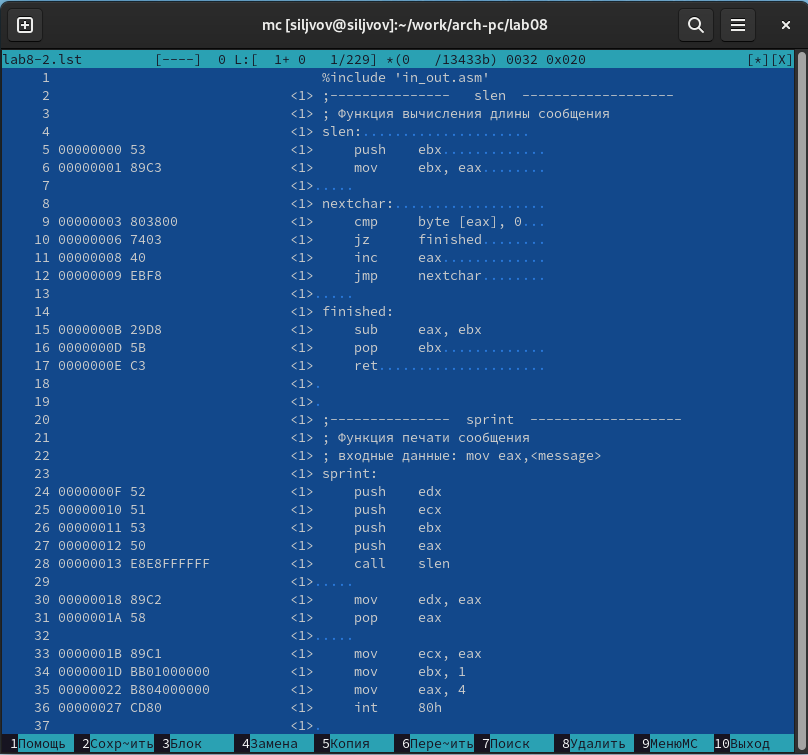 mc [siljvov@siljvov]:~/work/arch-pc/lab08
lab8-2.lst         [----]  0 L:[  1+ 0   1/229] *(0   /13433b) 0032 0x020                    [*][X]
     1                                  %include 'in_out.asm'
     2                              <1> ;---------------   slen  -------------------
     3                              <1> ; Функция вычисления длины сообщения
     4                              <1> slen:.....................
     5 00000000 53                  <1>     push    ebx.............
     6 00000001 89C3                <1>     mov     ebx, eax........
     7                              <1>.....
     8                              <1> nextchar:...................
     9 00000003 803800              <1>     cmp     byte [eax], 0...
    10 00000006 7403                <1>     jz      finished........
    11 00000008 40                  <1>     inc     eax.............
    12 00000009 EBF8                <1>     jmp     nextchar........
    13                              <1>.....
    14                              <1> finished:
    15 0000000B 29D8                <1>     sub     eax, ebx
    16 0000000D 5B                  <1>     pop     ebx.............
    17 0000000E C3                  <1>     ret.....................
    18                              <1>.
    19                              <1>.
    20                              <1> ;---------------  sprint  -------------------
    21                              <1> ; Функция печати сообщения
    22                              <1> ; входные данные: mov eax,<message>
    23                              <1> sprint:
    24 0000000F 52                  <1>     push    edx
    25 00000010 51                  <1>     push    ecx
    26 00000011 53                  <1>     push    ebx
    27 00000012 50                  <1>     push    eax
    28 00000013 E8E8FFFFFF          <1>     call    slen
    29                              <1>.....
    30 00000018 89C2                <1>     mov     edx, eax
    31 0000001A 58                  <1>     pop     eax
    32                              <1>.....
    33 0000001B 89C1                <1>     mov     ecx, eax
    34 0000001D BB01000000          <1>     mov     ebx, 1
    35 00000022 B804000000          <1>     mov     eax, 4
    36 00000027 CD80                <1>     int     80h
    37                              <1>.
 1Помощь  2Сохр~ить 3Блок     4Замена   5Копия    6Пере~ить 7Поиск    8Удалить  9МенюMC  10Выход